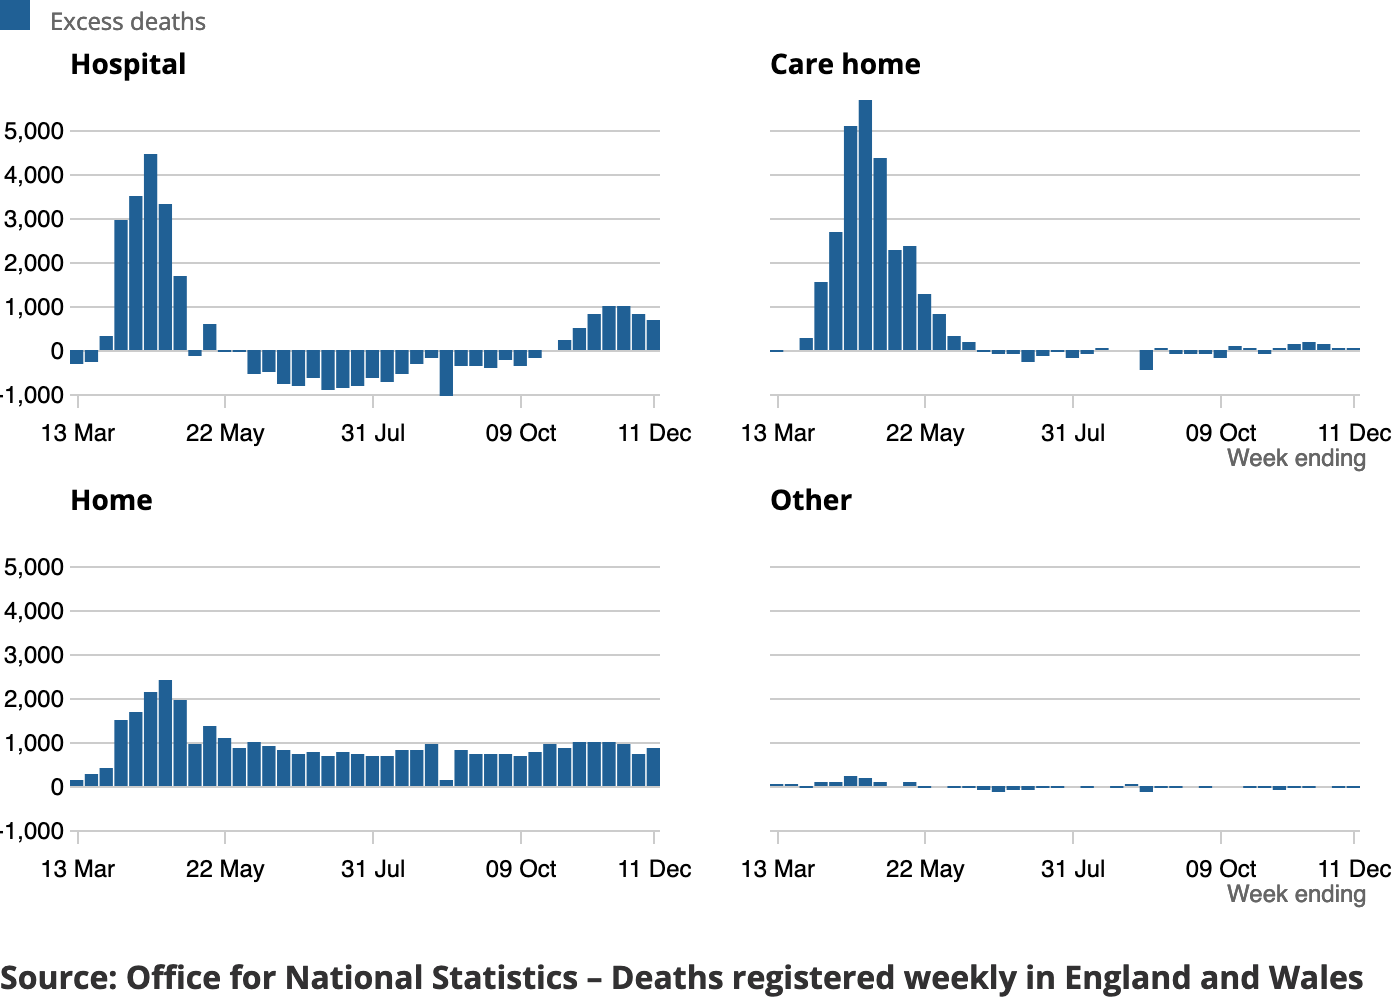 Excess deaths
Hospital
5,000
4,000
3,000
2,000
1,000
0
-1,000
13 Mar 22 May 31 Jul 09 Oct 11 Dec
Care home
13 Mar 22 May 31 Jul 09 Oct 11 Dec
Week ending
Home
5,000
4,000
3,000
2,000
1,000
0
-1,000
13 Mar 22 May 31 Jul 09 Oct 11 Dec
Other
13 Mar 22 May 31 Jul 09 Oct 11 Dec
Week ending
Source: Office for National Statistics – Deaths registered weekly in England and Wales